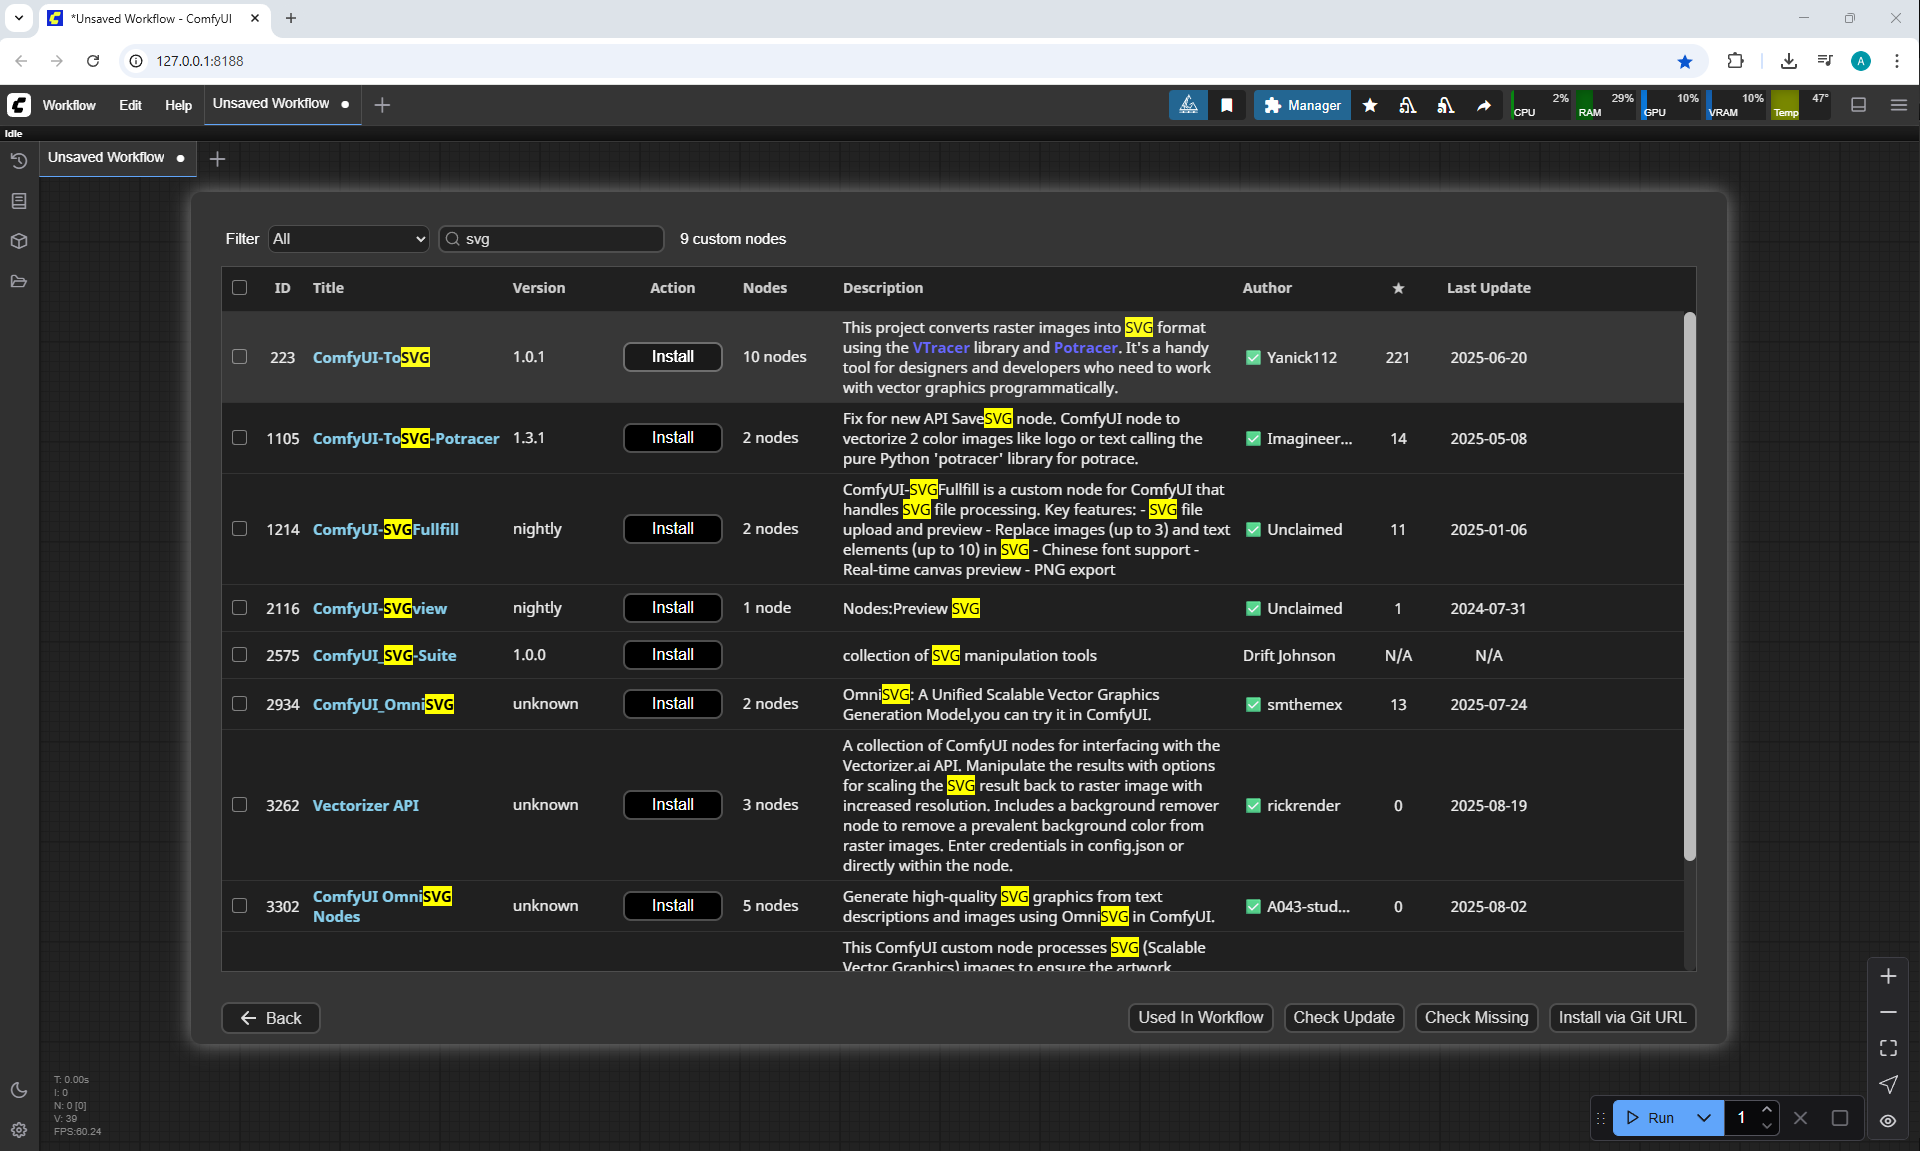 *Unsaved Workflow - ComfyUI
127.0.0.1:8188
A
Workflow Edit Help Unsaved Workflow
Manager
CPU 2% RAM 29% GPU 10% VRAM 10% Temp 47°
Idle
Unsaved Workflow
Filter All svg 9 custom nodes
ID Title Version Action Nodes Description Author ★ Last Update
223 ComfyUI-ToSVG 1.0.1 Install 10 nodes
This project converts raster images into SVG format
using the VTracer library and Potracer. It's a handy
tool for designers and developers who need to work
with vector graphics programmatically.
Yanick112 221 2025-06-20
1105 ComfyUI-ToSVG-Potracer 1.3.1 Install 2 nodes
Fix for new API SaveSVG node. ComfyUI node to
vectorize 2 color images like logo or text calling the
pure Python 'potracer' library for potrace.
Imagineer... 14 2025-05-08
1214 ComfyUI-SVGFullfill nightly Install 2 nodes
ComfyUI-SVGFullfill is a custom node for ComfyUI that
handles SVG file processing. Key features: - SVG file
upload and preview - Replace images (up to 3) and text
elements (up to 10) in SVG - Chinese font support -
Real-time canvas preview - PNG export
Unclaimed 11 2025-01-06
2116 ComfyUI-SVGview nightly Install 1 node Nodes:Preview SVG Unclaimed 1 2024-07-31
2575 ComfyUI_SVG-Suite 1.0.0 Install collection of SVG manipulation tools Drift Johnson N/A N/A
2934 ComfyUI_OmniSVG unknown Install 2 nodes
OmniSVG: A Unified Scalable Vector Graphics
Generation Model,you can try it in ComfyUI.
smthemex 13 2025-07-24
3262 Vectorizer API unknown Install 3 nodes
A collection of ComfyUI nodes for interfacing with the
Vectorizer.ai API. Manipulate the results with options
for scaling the SVG result back to raster image with
increased resolution. Includes a background remover
node to remove a prevalent background color from
raster images. Enter credentials in config.json or
directly within the node.
rickrender 0 2025-08-19
3302 ComfyUI OmniSVG
Nodes
unknown Install 5 nodes
Generate high-quality SVG graphics from text
descriptions and images using OmniSVG in ComfyUI.
A043-stud... 0 2025-08-02
This ComfyUI custom node processes SVG (Scalable
Vector Graphics) images to ensure the artwork
Back Used In Workflow Check Update Check Missing Install via Git URL
T: 0.00s
I: 0
N: 0 [0]
V: 39
FPS:60.24
Run 1